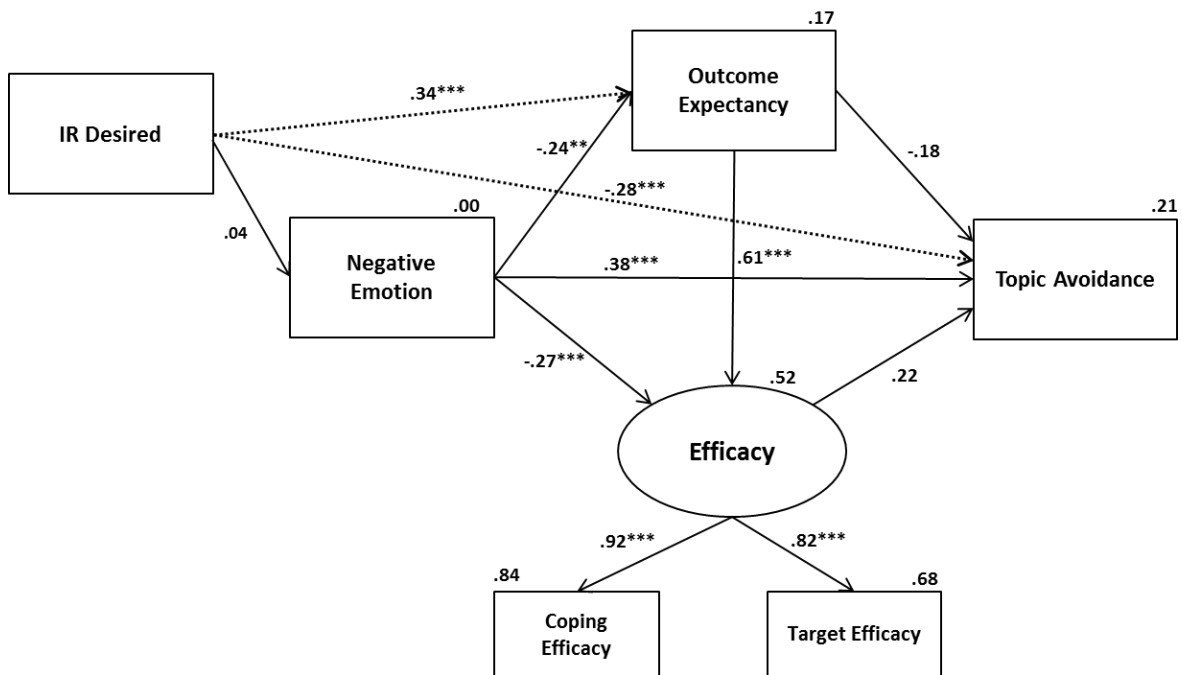 .17
Outcome
Expectancy
IR Desired
.34***
-.24**
-.18
-.28***
.04
.00
.21
Negative
Emotion
.38***
.61***
Topic Avoidance
-.27***
.52
.22
Efficacy
.92***
.82***
.84
.68
Coping
Efficacy
Target Efficacy